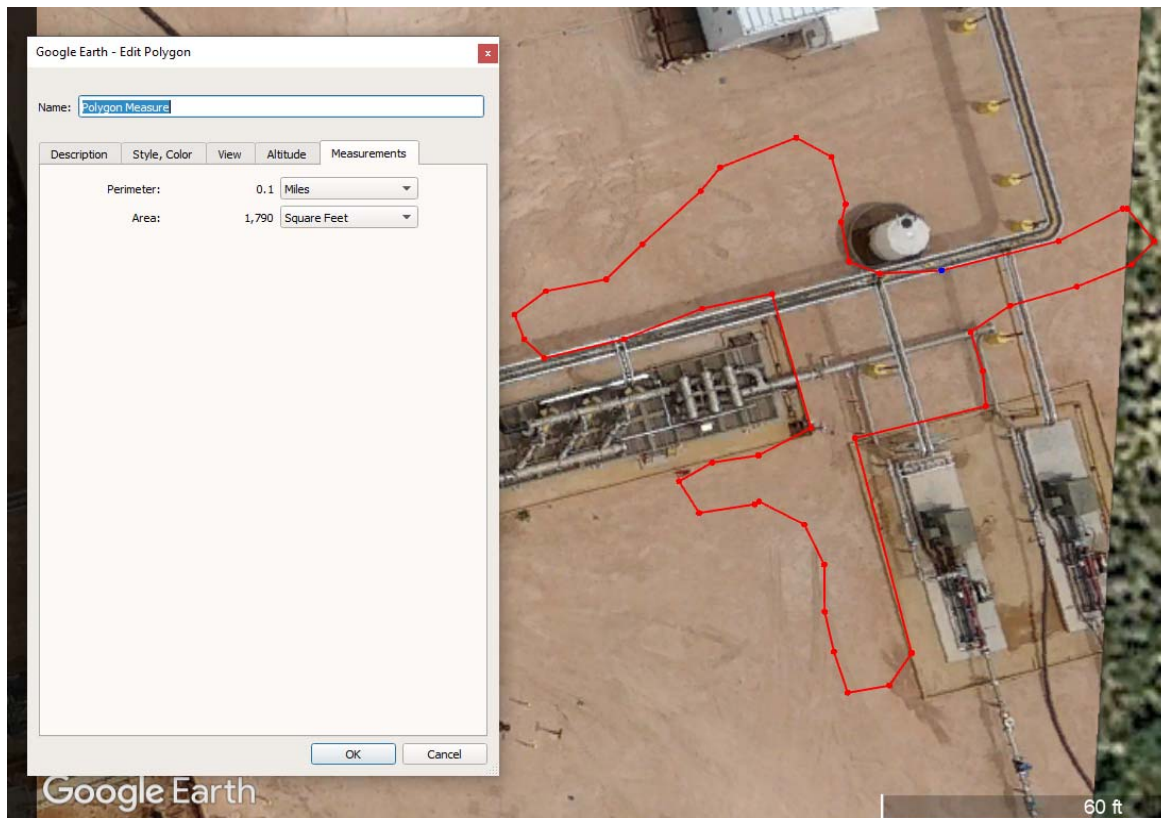 Google Earth - Edit Polygon
x
Name: Polygon Measure
Description Style, Color View Altitude Measurements
Perimeter: 0.1 Miles
Area: 1,790 Square Feet
OK Cancel
Google Earth
60 ft